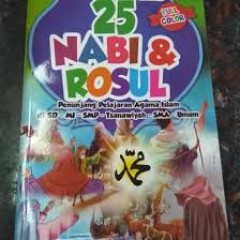 25
FULL COLOR
NABI &
ROSUL
Penunjang Pelajaran Agama Islam
di SD - MI - SMP - Tsanawiyah - SMA - Umum
محمد